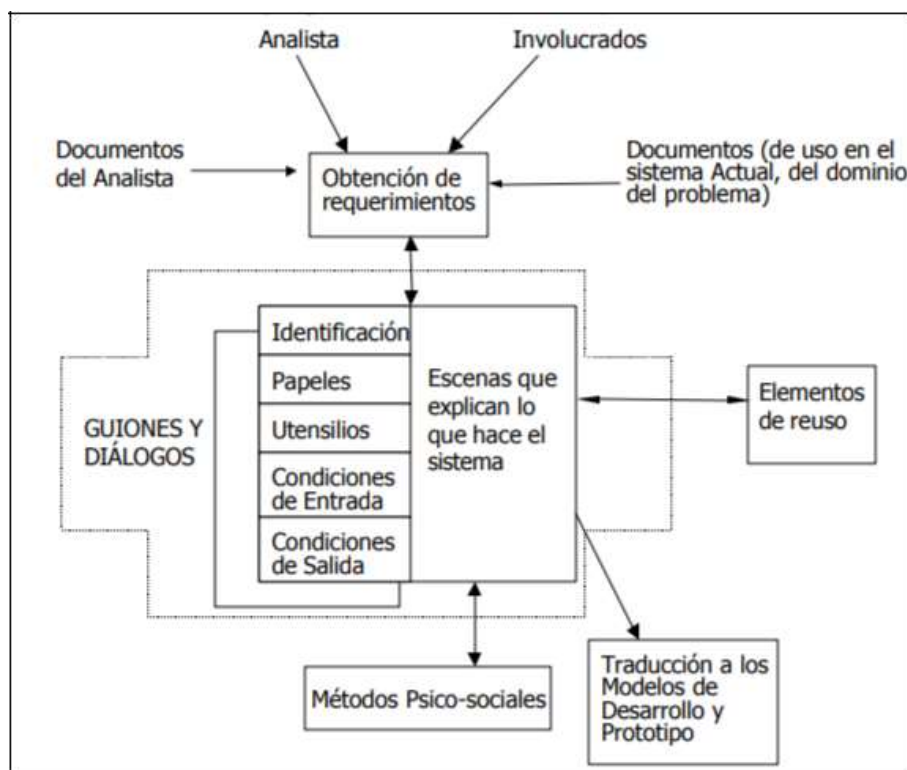 Analista
Involucrados
Documentos
del Analista
Documentos (de uso en el
sistema Actual, del dominio
del problema)
Obtención de
requerimientos
GUIONES Y
DIÁLOGOS
Identificación
Papeles
Utensilios
Condiciones
de Entrada
Condiciones
de Salida
Escenas que
explican lo
que hace el
sistema
Elementos
de reuso
Métodos Psico-sociales
Traducción a los
Modelos de
Desarrollo y
Prototipo